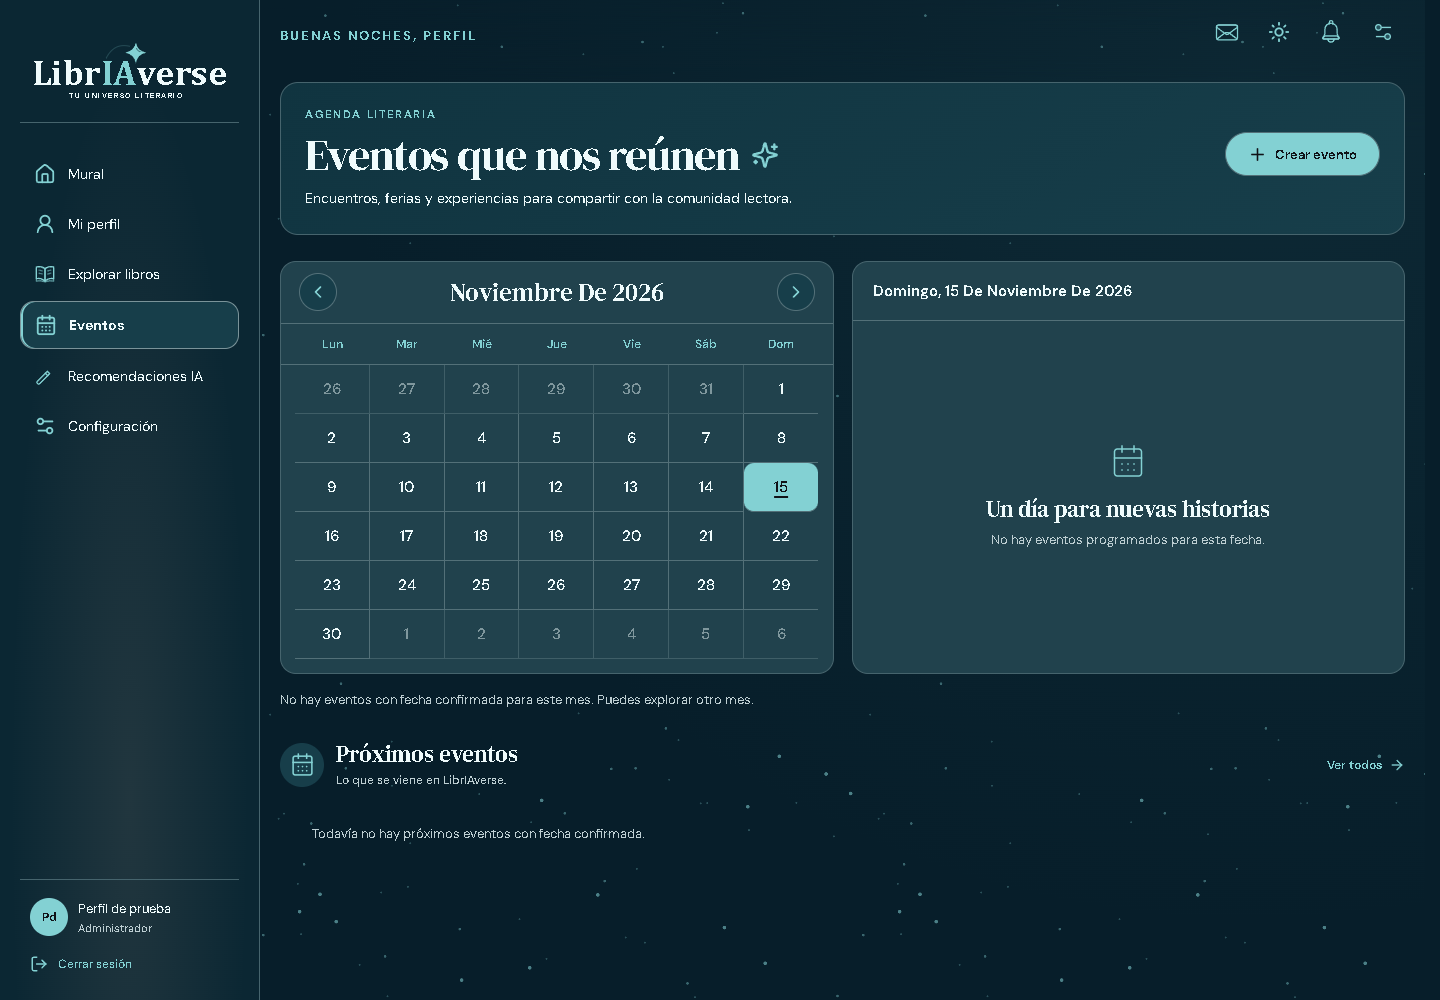 LibrIAverse
TU UNIVERSO LITERARIO
Mural
Mi perfil
Explorar libros
Eventos
Recomendaciones IA
Configuración
Pd
Perfil de prueba
Administrador
Cerrar sesión
BUENAS NOCHES, PERFIL
AGENDA LITERARIA
Eventos que nos reúnen
Encuentros, ferias y experiencias para compartir con la comunidad lectora.
Crear evento
Noviembre De 2026
Lun Mar Mié Jue Vie Sáb Dom
26 27 28 29 30 31 1
2 3 4 5 6 7 8
9 10 11 12 13 14 15
16 17 18 19 20 21 22
23 24 25 26 27 28 29
30 1 2 3 4 5 6
Domingo, 15 De Noviembre De 2026
Un día para nuevas historias
No hay eventos programados para esta fecha.
No hay eventos con fecha confirmada para este mes. Puedes explorar otro mes.
Próximos eventos
Lo que se viene en LibrIAverse.
Ver todos
Todavía no hay próximos eventos con fecha confirmada.